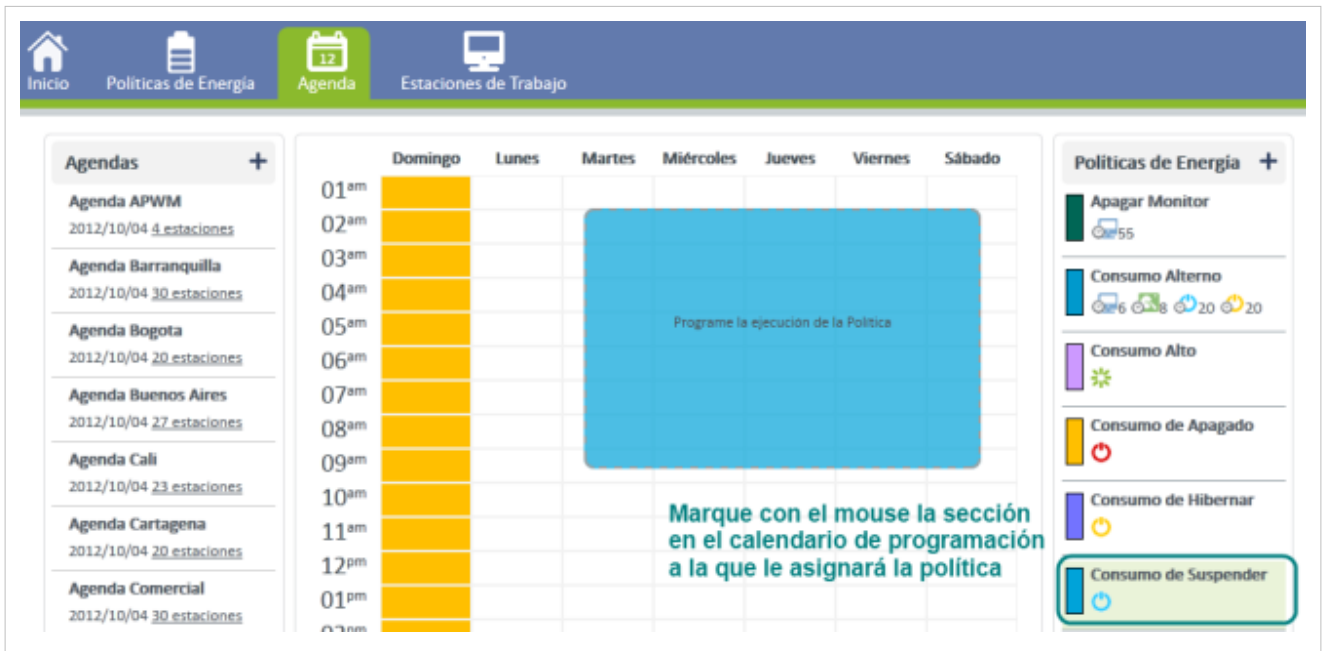 Inicio
Políticas de Energía
12
Agenda
Estaciones de Trabajo
Agendas +
Agenda APWM
2012/10/04 4 estaciones
Agenda Barranquilla
2012/10/04 30 estaciones
Agenda Bogota
2012/10/04 20 estaciones
Agenda Buenos Aires
2012/10/04 27 estaciones
Agenda Cali
2012/10/04 23 estaciones
Agenda Cartagena
2012/10/04 20 estaciones
Agenda Comercial
2012/10/04 30 estaciones
Domingo Lunes Martes Miércoles Jueves Viernes Sábado
01am
02am
03am
04am
05am
06am
07am
08am
09am
10am
11am
12pm
01pm
02pm
Programe la ejecución de la Política
Marque con el mouse la sección
en el calendario de programación
a la que le asignará la política
Políticas de Energía +
Apagar Monitor
55
Consumo Alterno
6 8 20 20
Consumo Alto
Consumo de Apagado
Consumo de Hibernar
Consumo de Suspender